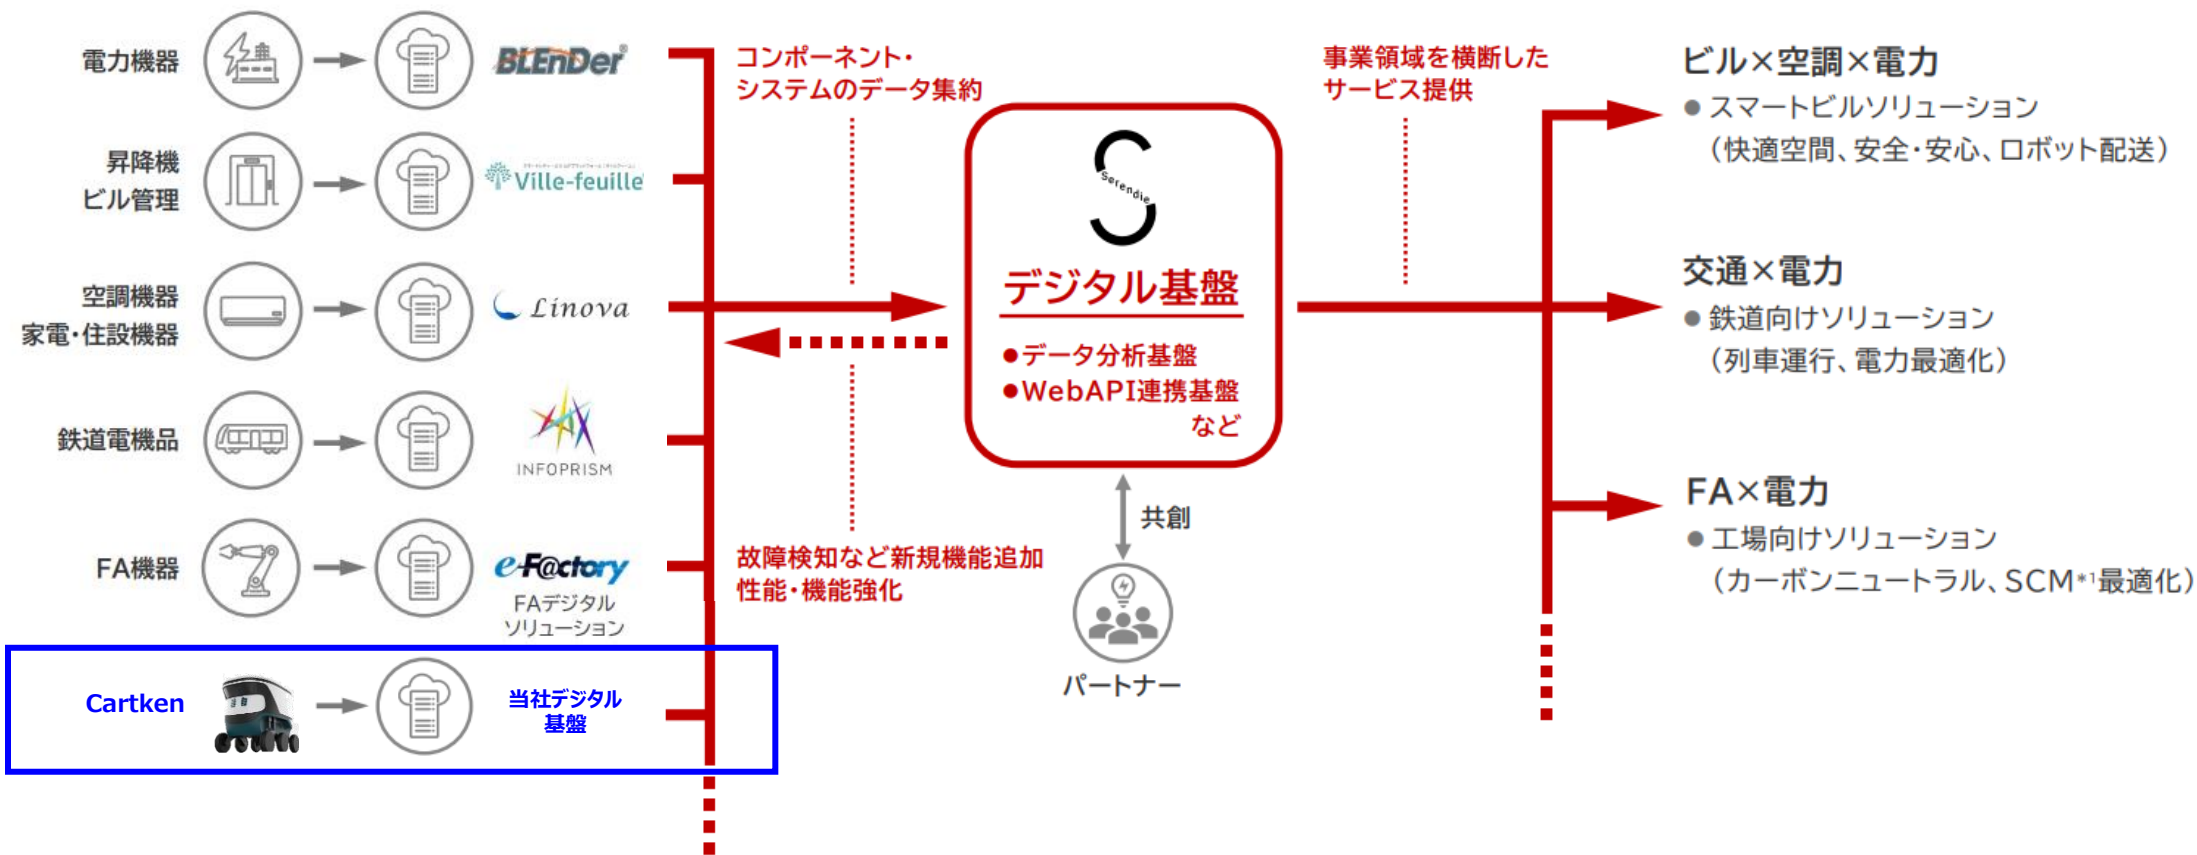 電力機器
BLEnDer®
昇降機
ビル管理
Ville-feuille
空調機器
家電・住設機器
Linova
鉄道電機品
INFOPRISM
FA機器
e-F@ctory
FAデジタル
ソリューション
Cartken
当社デジタル
基盤
コンポーネント・
システムのデータ集約
故障検知など新規機能追加
性能・機能強化
Serendie
デジタル基盤
●データ分析基盤
●WebAPI連携基盤
など
共創
パートナー
事業領域を横断した
サービス提供
ビル×空調×電力
● スマートビルソリューション
（快適空間、安全・安心、ロボット配送）
交通×電力
● 鉄道向けソリューション
（列車運行、電力最適化）
FA×電力
● 工場向けソリューション
（カーボンニュートラル、SCM*1最適化）